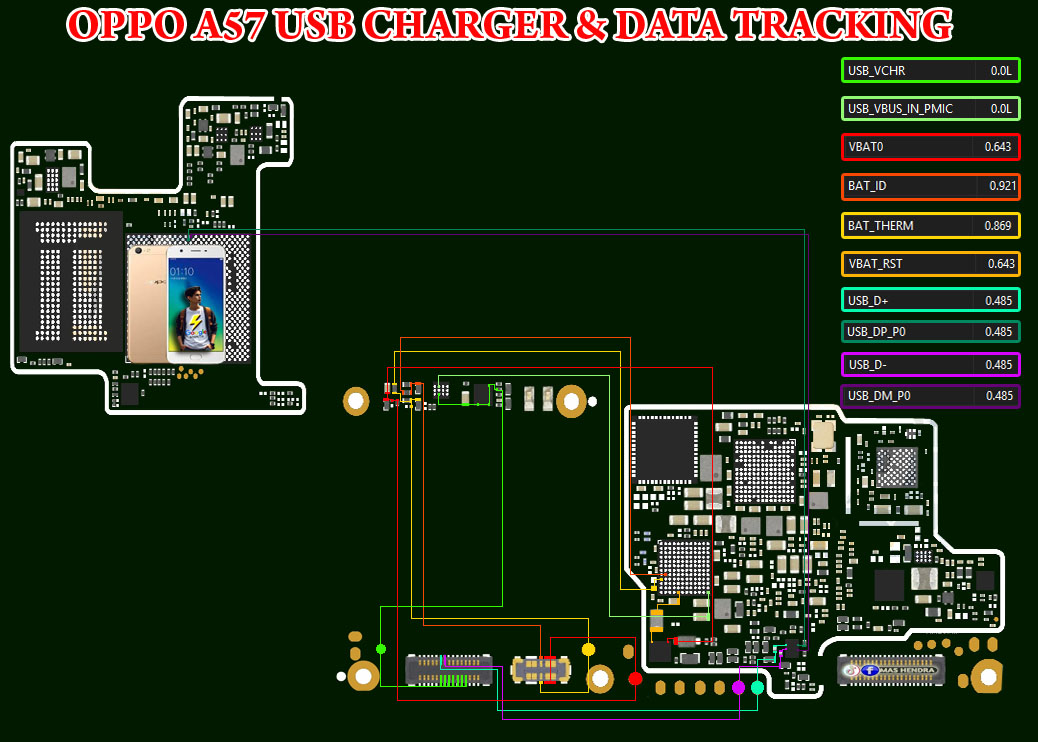 OPPO A57 USB CHARGER & DATA TRACKING
USB_VCHR 0.0L
USB_VBUS_IN_PMIC 0.0L
VBAT0 0.643
BAT_ID 0.921
BAT_THERM 0.869
VBAT_RST 0.643
USB_D+ 0.485
USB_DP_P0 0.485
USB_D- 0.485
USB_DM_P0 0.485
01:10
MAS HENDRA